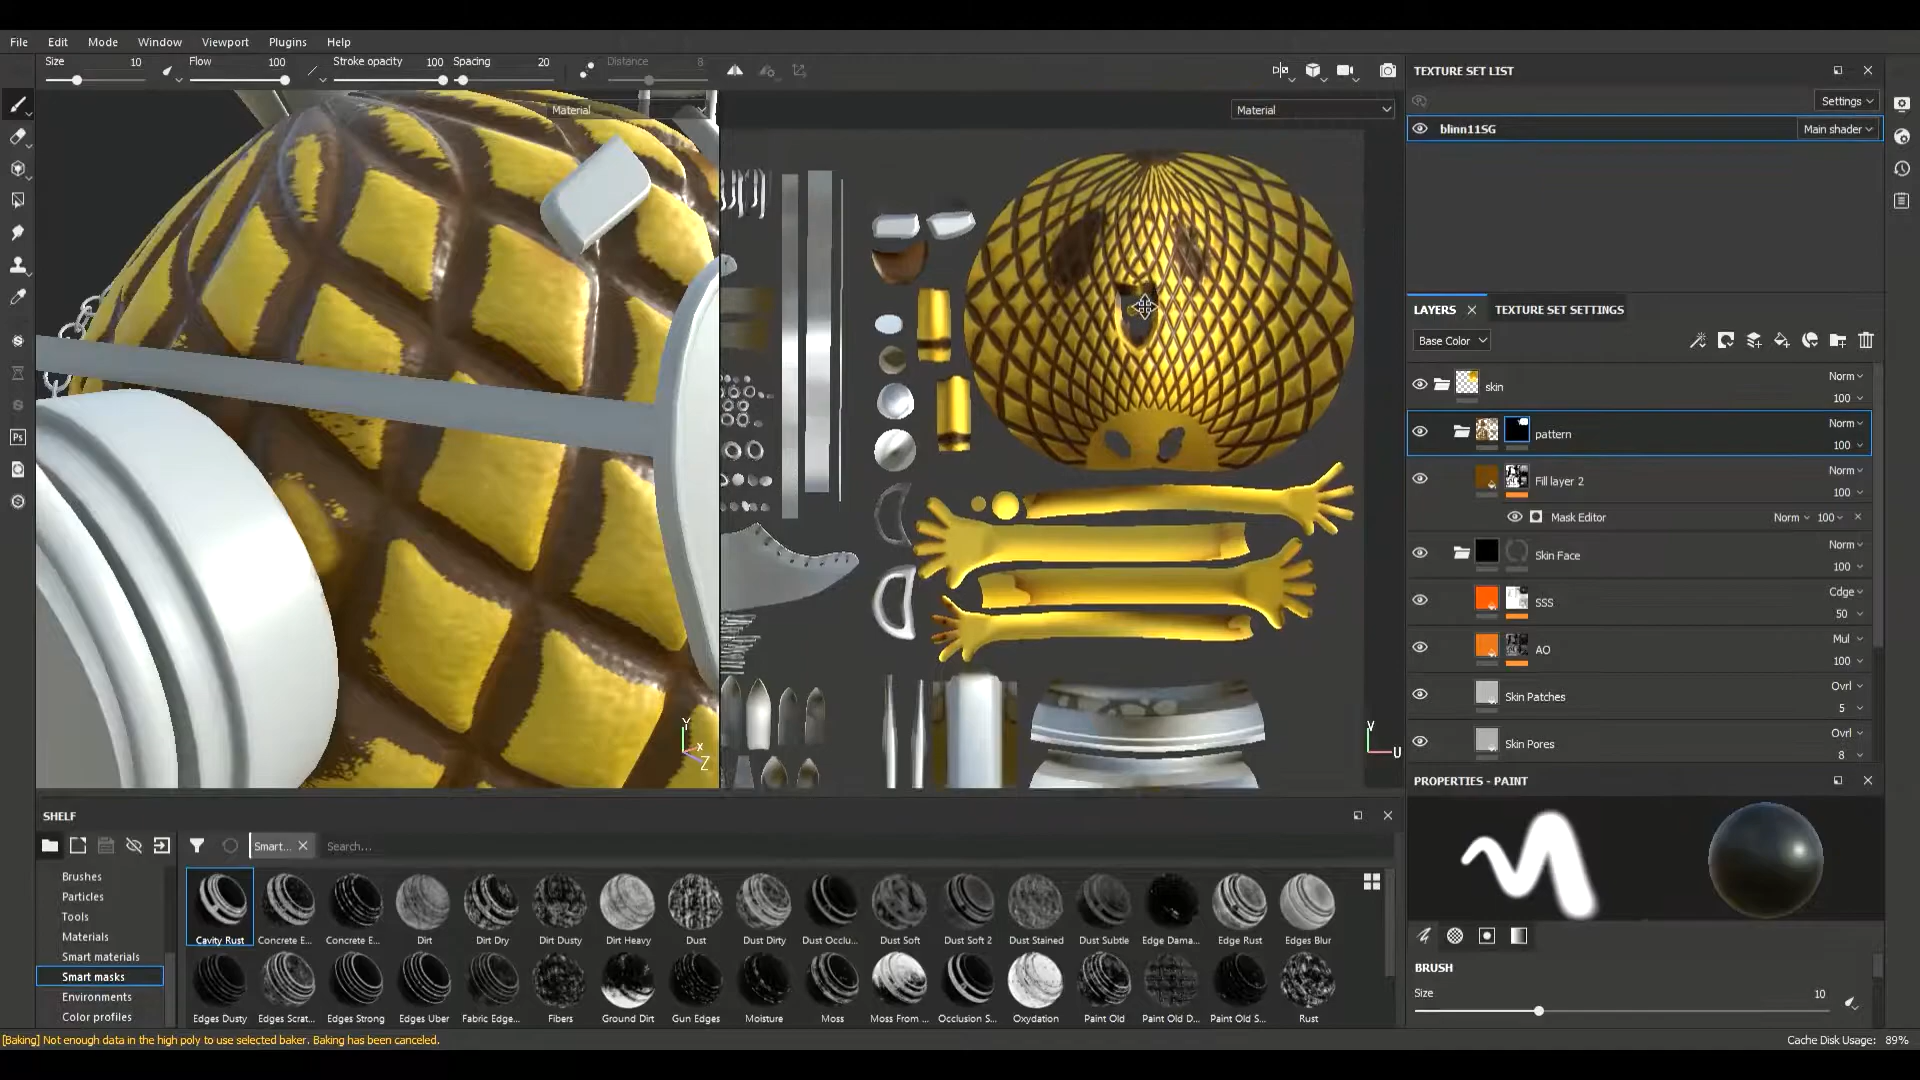 File Edit Mode Window Viewport Plugins Help
Size 10 Flow 100 Stroke opacity 100 Spacing 20 Distance 8
Material
Material
Y
X
Z
V
U
TEXTURE SET LIST
Settings
blinn11SG Main shader
LAYERS TEXTURE SET SETTINGS
Base Color
skin Norm 100
pattern Norm 100
Fill layer 2 Norm 100
Mask Editor Norm 100
Skin Face Norm 100
SSS Cdge 50
AO Mul 100
Skin Patches Ovrl 5
Skin Pores Ovrl 8
PROPERTIES - PAINT
BRUSH
Size 10
SHELF
Smart... Search...
Brushes
Particles
Tools
Materials
Smart materials
Smart masks
Environments
Color profiles
Cavity Rust Concrete E... Concrete E... Dirt Dirt Dry Dirt Dusty Dirt Heavy Dust Dust Dirty Dust Occlu... Dust Soft Dust Soft 2 Dust Stained Dust Subtle Edge Dama... Edge Rust Edges Blur
Edges Dusty Edges Scrat... Edges Strong Edges Uber Fabric Edge... Fibers Ground Dirt Gun Edges Moisture Moss Moss From ... Occlusion S... Oxydation Paint Old Paint Old D... Paint Old S... Rust
[Baking] Not enough data in the high poly to use selected baker. Baking has been canceled.
Cache Disk Usage: 89%
Ps